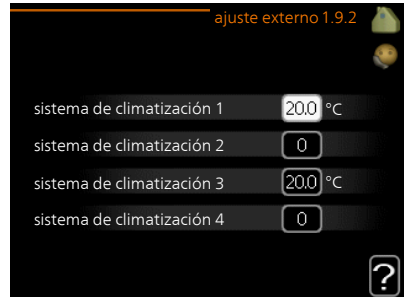 ajuste externo 1.9.2
sistema de climatización 1 20.0 °C
sistema de climatización 2 0
sistema de climatización 3 20.0 °C
sistema de climatización 4 0
?